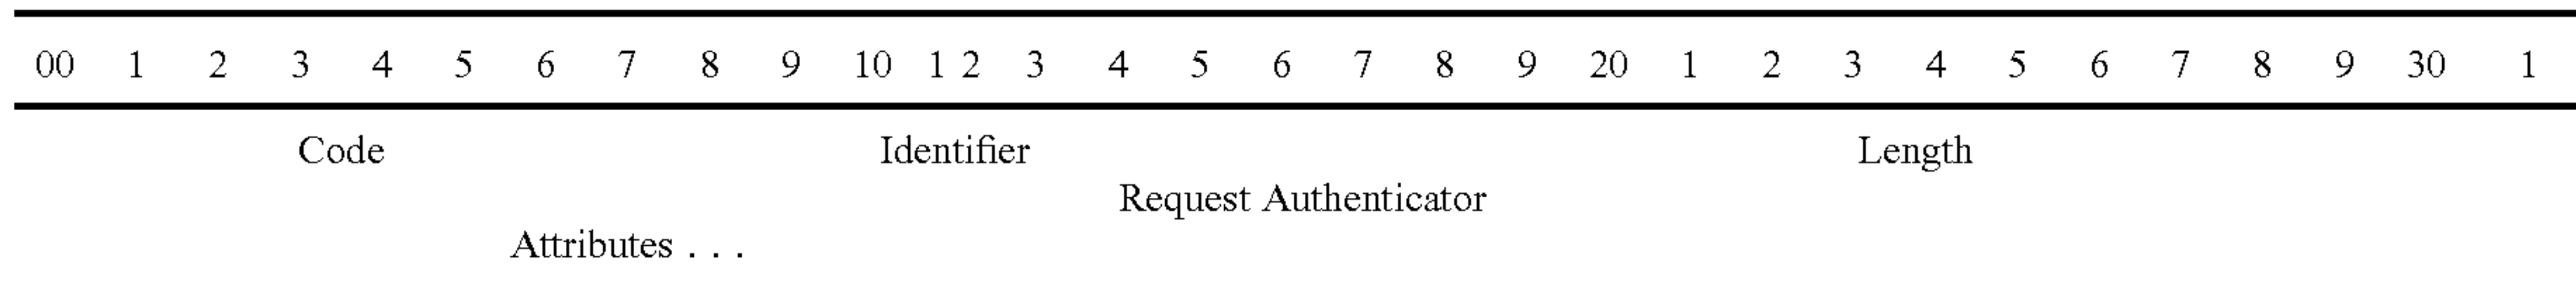 00 1 2 3 4 5 6 7 8 9 10 1 2 3 4 5 6 7 8 9 20 1 2 3 4 5 6 7 8 9 30 1
Code Identifier Length
Request Authenticator
Attributes . . .